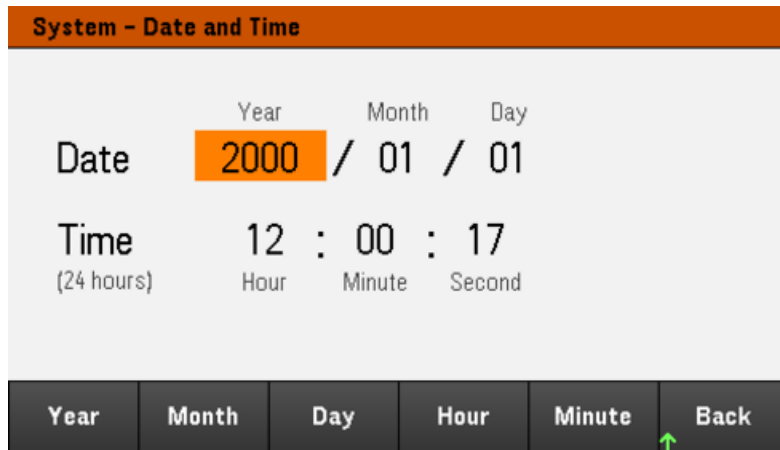 System – Date and Time
Year Month Day
Date 2000 / 01 / 01
Time 12 : 00 : 17
(24 hours) Hour Minute Second
Year Month Day Hour Minute Back